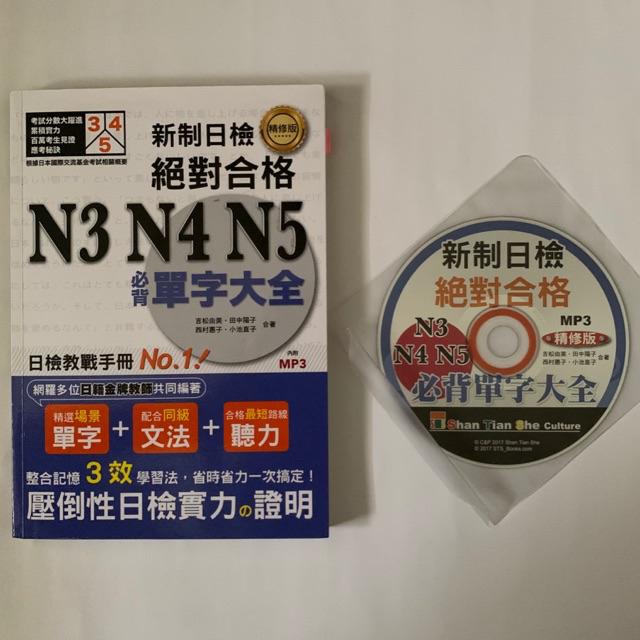 考試分數大躍進
累積實力
百萬考生見證
應考秘訣
3 4
5
根據日本國際交流基金考試相關概要
新制日檢
精修版
絕對合格
N3 N4 N5
必背單字大全
吉松由美・田中陽子
西村惠子・小池直子
合著
日檢教戰手冊 No.1!
內附
MP3
網羅多位日籍金牌教師共同編著
精選場景
單字
+
配合同級
文法
+
合格最短路線
聽力
整合記憶 3效 學習法,省時省力一次搞定!
壓倒性日檢實力の證明
新制日檢
絕對合格
N3
N4 N5
MP3
精修版
吉松由美・田中陽子
西村惠子・小池直子
合著
必背單字大全
Shan Tian She Culture
© C&P 2017 Shan Tian She
© 2017 STS_Books.com